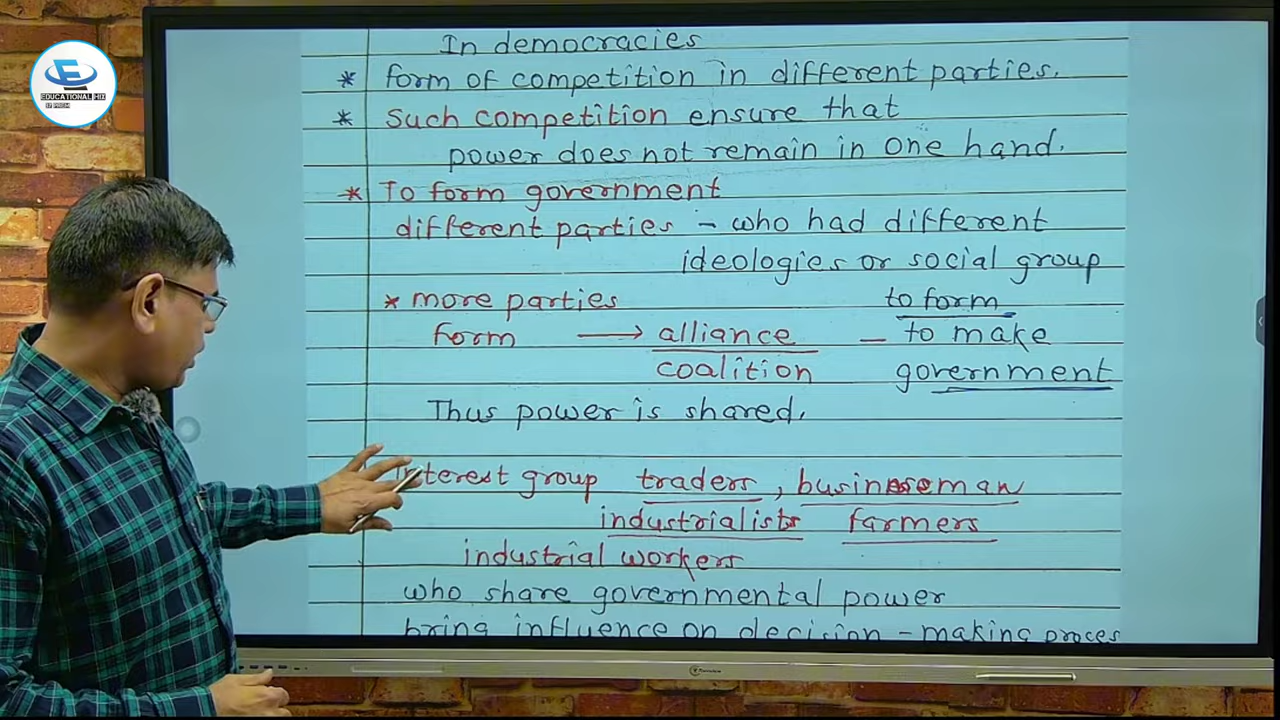 EDUCATIONAL HIX
In democracies
* form of competition in different parties.
* Such competition ensure that
power does not remain in one hand.
* To form government
different parties - who had different
ideologies or social group
* more parties to form
form → alliance - to make
coalition government
Thus power is shared.
interest group traders, businessman
industrialists farmers
industrial workers
who share governmental power
bring influence on decision-making proces